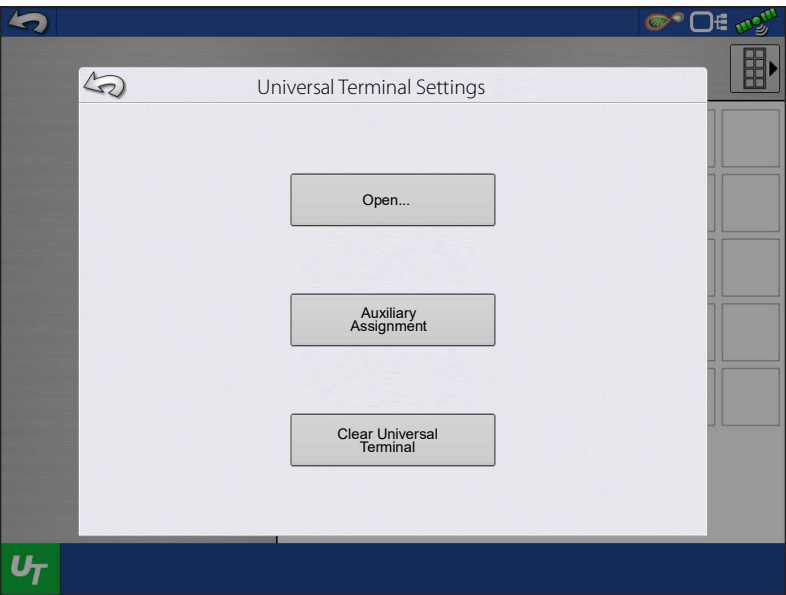 Universal Terminal Settings
Open...
Auxiliary
Assignment
Clear Universal
Terminal
UT